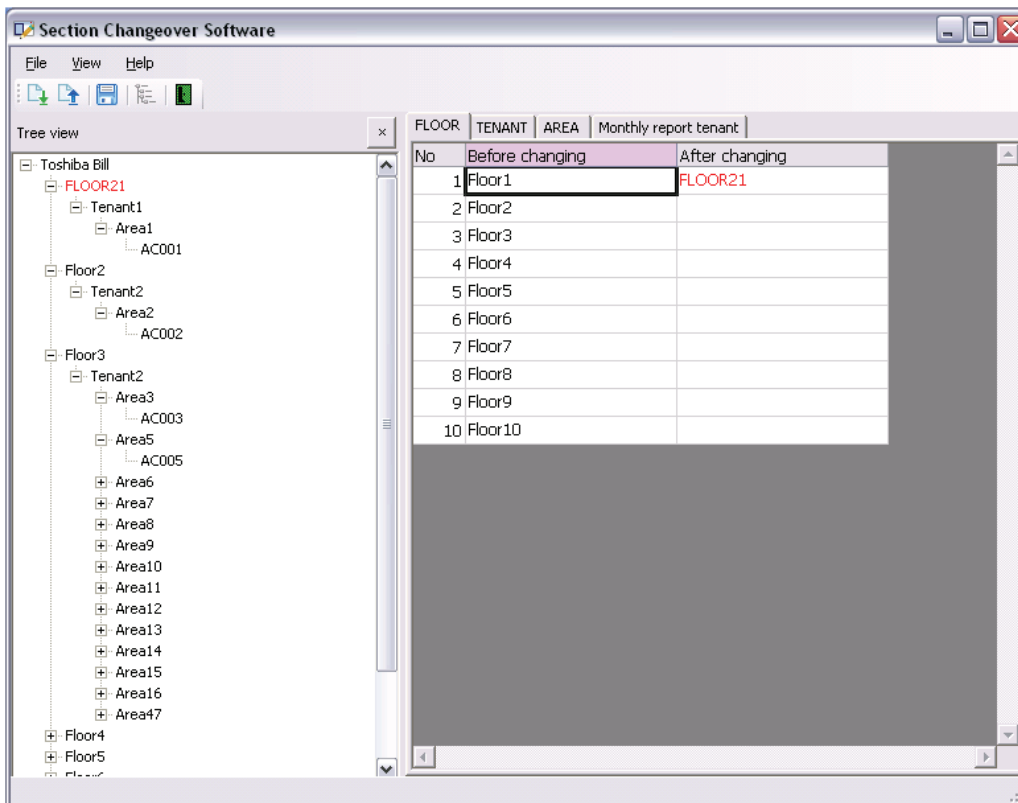 Section Changeover Software
File View Help
Tree view
Toshiba Bill
FLOOR21
Tenant1
Area1
AC001
Floor2
Tenant2
Area2
AC002
Floor3
Tenant2
Area3
AC003
Area5
AC005
Area6
Area7
Area8
Area9
Area10
Area11
Area12
Area13
Area14
Area15
Area16
Area47
Floor4
Floor5
FLOOR TENANT AREA Monthly report tenant
No Before changing After changing
1 Floor1 FLOOR21
2 Floor2
3 Floor3
4 Floor4
5 Floor5
6 Floor6
7 Floor7
8 Floor8
9 Floor9
10 Floor10